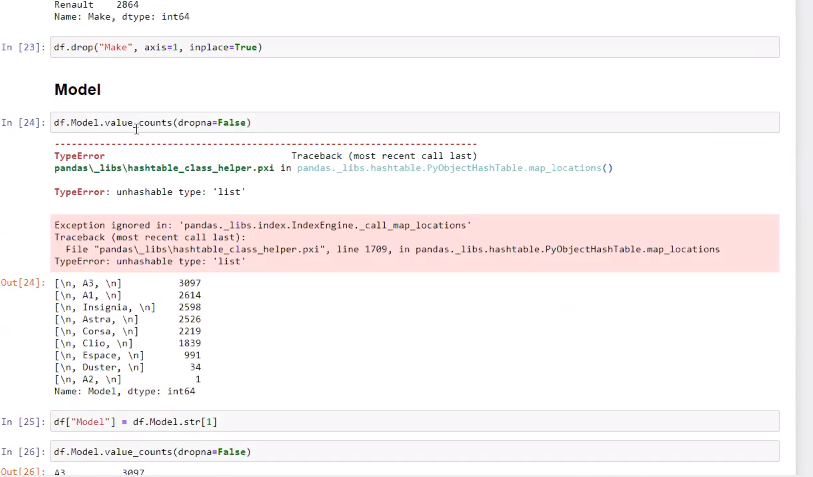 Renault    2864
Name: Make, dtype: int64
In [23]: df.drop("Make", axis=1, inplace=True)
Model
In [24]: df.Model.value_counts(dropna=False)
---------------------------------------------------------------------------
TypeError                                 Traceback (most recent call last)
pandas\_libs\hashtable_class_helper.pxi in pandas._libs.hashtable.PyObjectHashTable.map_locations()
TypeError: unhashable type: 'list'
Exception ignored in: 'pandas._libs.index.IndexEngine._call_map_locations'
Traceback (most recent call last):
  File "pandas\_libs\hashtable_class_helper.pxi", line 1709, in pandas._libs.hashtable.PyObjectHashTable.map_locations
TypeError: unhashable type: 'list'
Out[24]: [\n, A3, \n]          3097
[\n, A1, \n]          2614
[\n, Insignia, \n]    2598
[\n, Astra, \n]       2526
[\n, Corsa, \n]       2219
[\n, Clio, \n]        1839
[\n, Espace, \n]       991
[\n, Duster, \n]        34
[\n, A2, \n]             1
Name: Model, dtype: int64
In [25]: df["Model"] = df.Model.str[1]
In [26]: df.Model.value_counts(dropna=False)
Out[26]: A3          3097